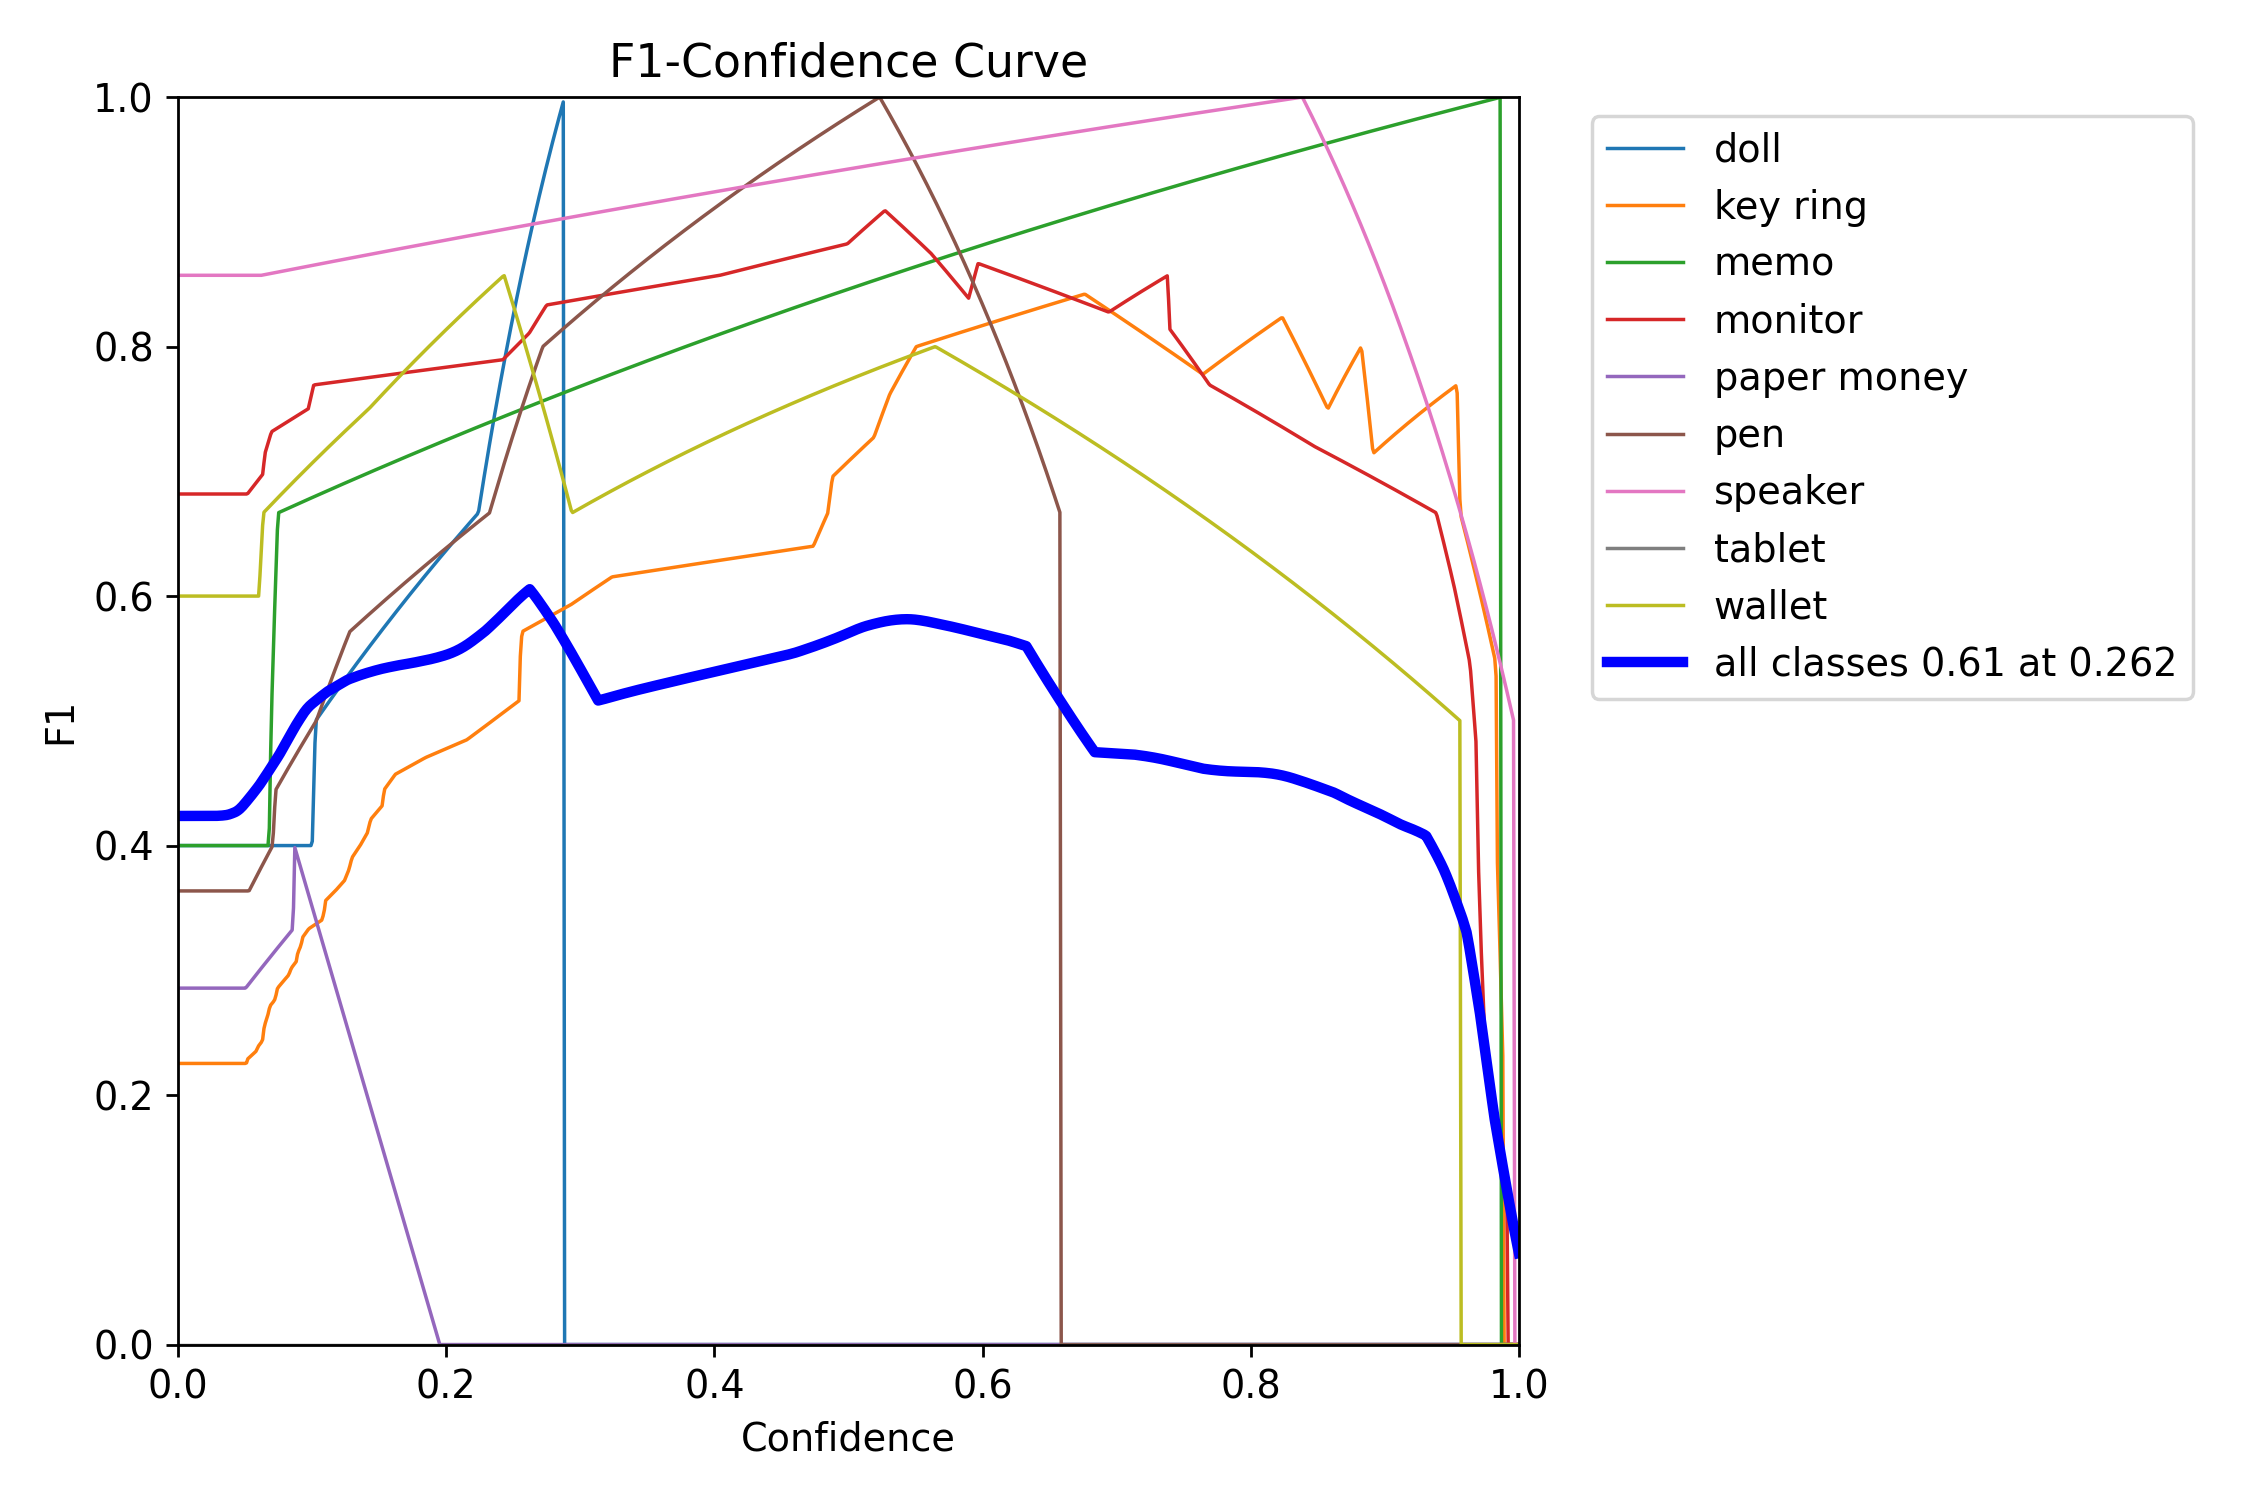 F1-Confidence Curve
1.0
0.8
0.6
0.4
0.2
0.0
F1
0.0 0.2 0.4 0.6 0.8 1.0
Confidence
doll
key ring
memo
monitor
paper money
pen
speaker
tablet
wallet
all classes 0.61 at 0.262